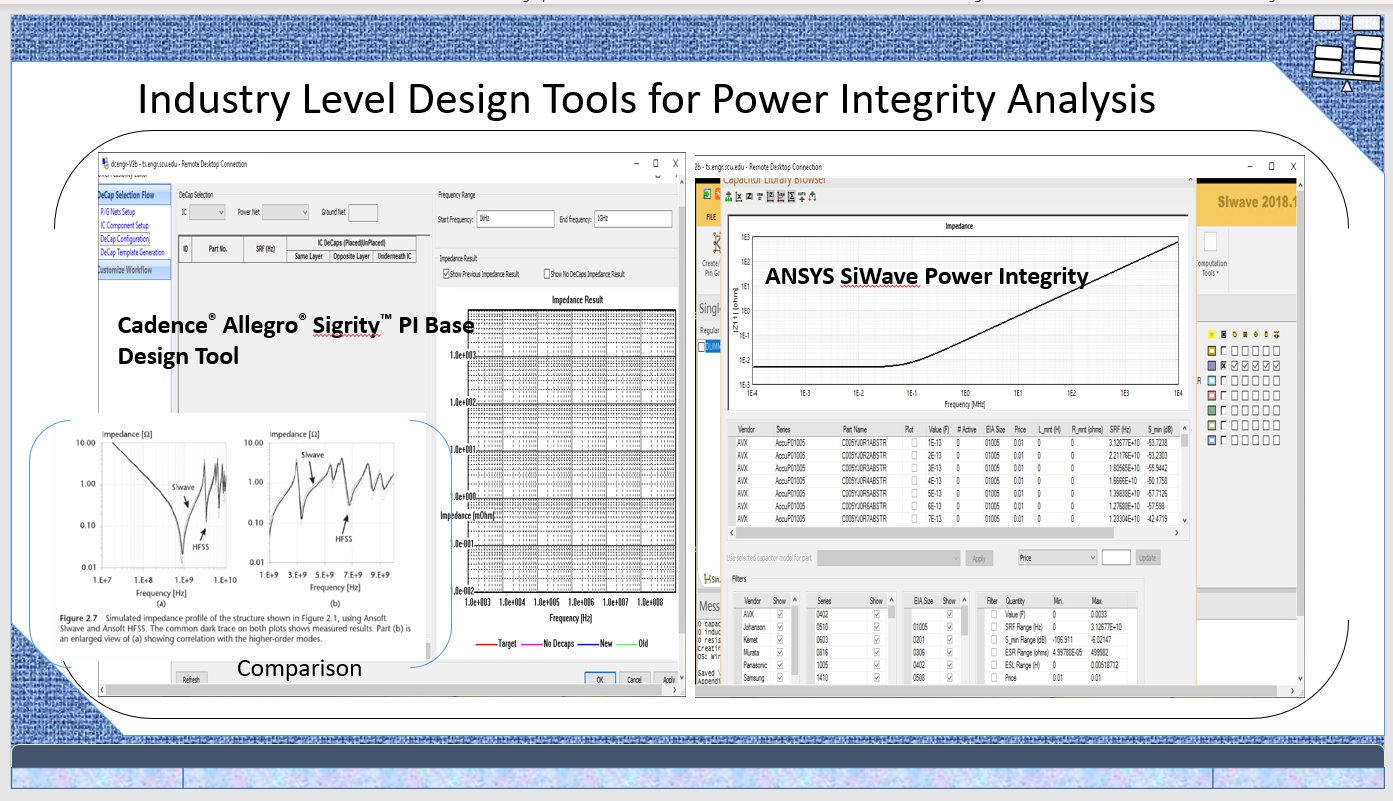 Industry Level Design Tools for Power Integrity Analysis
dcengr-V2b - ts.engr.scu.edu - Remote Desktop Connection
DeCap Selection Flow
P/G Nets Setup
IC Component Setup
DeCap Configuration
DeCap Template Generation
Customize Workflow
DeCap Selection
IC
Power Net
Ground Net
ID Part No. SRF (Hz) IC DeCaps (Placed(UnPlaced)
Same Layer Opposite Layer Underneath IC
Frequency Range
Start Frequency: 1kHz End frequency: 1GHz
Impedance Result
Show Previous Impedance Result Show No DeCaps Impedance Result
Impedance Result
Cadence® Allegro® Sigrity™ PI Base
Design Tool
1.0e+003
1.0e+002
1.0e+001
1.0e+000
Impedance [mOhm]
1.0e-001
1.0e-002
1.0e+003 1.0e+004 1.0e+005 1.0e+006 1.0e+007 1.0e+008
Frequency [Hz]
Target No Decaps New Old
Refresh OK Cancel Apply
Impedance [Ω] Impedance [Ω]
10.00 10.00
SIwave
1.00 1.00
SIwave
0.10 0.10
HFSS HFSS
0.01 0.01
1.E+7 1.E+8 1.E+9 1.E+10 1.E+9 3.E+9 5.E+9 7.E+9 9.E+9
Frequency [Hz] Frequency [Hz]
(a) (b)
Figure 2.7 Simulated impedance profile of the structure shown in Figure 2.1, using Ansoft
SIwave and Ansoft HFSS. The common dark trace on both plots shows measured results. Part (b) is
an enlarged view of (a) showing correlation with the higher-order modes.
Comparison
2b - ts.engr.scu.edu - Remote Desktop Connection
Capacitor Library Browser
SIwave 2018.1
FILE
Create/
Pin Gr
Single
Regular
omputation
Tools
Impedance
ANSYS SiWave Power Integrity
|Z11| [ohm]
1E3
1E2
1E1
1E0
1E-1
1E-2
1E-3
1E-4 1E-3 1E-2 1E-1 1E0 1E1 1E2 1E3 1E4
Frequency [MHz]
Vendor Series Part Name Plot Value (F) # Active EIA Size Price L_mnt (H) R_mnt (ohms) SRF (Hz) S_min (dB)
AVX AccuP01005 C005YJ0R1ABSTR 1E-13 0 01005 0.01 0 0 3.12677E+10 -53.7238
AVX AccuP01005 C005YJ0R2ABSTR 2E-13 0 01005 0.01 0 0 2.21176E+10 -53.2303
AVX AccuP01005 C005YJ0R3ABSTR 3E-13 0 01005 0.01 0 0 1.80565E+10 -55.9442
AVX AccuP01005 C005YJ0R4ABSTR 4E-13 0 01005 0.01 0 0 1.6666E+10 -50.1758
AVX AccuP01005 C005YJ0R5ABSTR 5E-13 0 01005 0.01 0 0 1.39838E+10 -57.7126
AVX AccuP01005 C005YJ0R6ABSTR 6E-13 0 01005 0.01 0 0 1.27688E+10 -57.598
AVX AccuP01005 C005YJ0R7ABSTR 7E-13 0 01005 0.01 0 0 1.23304E+10 -42.4719
Use selected capacitor model for part Apply Price Update
Filters
Vendor Show Series Show EIA Size Show Filter Quantity Min. Max.
AVX 0402 Value (F) 0 0.0033
Johanson 0510 01005 SRF Range (Hz) 0 3.12677E+10
Kemet 0603 0201 S_min Range (dB) -106.911 -6.02147
Murata 0816 0306 ESR Range (ohms) 4.99788E-05 499982
Panasonic 1005 0402 ESL Range (H) 0 0.00518712
Samsung 1410 0508 Price 0.01 0.01
Mess
0 capac
0 induc
0 resis
Creatin
OS: Win
Saved
Append